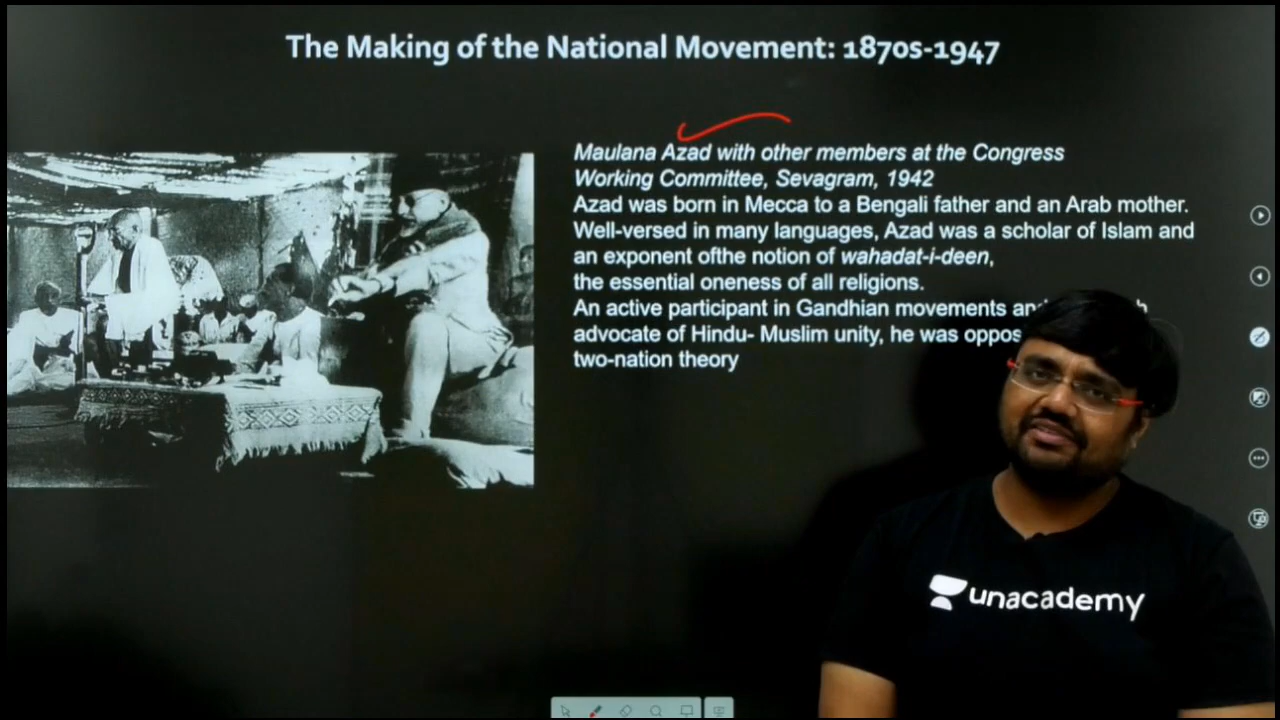 The Making of the National Movement: 1870s-1947
Maulana Azad with other members at the Congress
Working Committee, Sevagram, 1942
Azad was born in Mecca to a Bengali father and an Arab mother.
Well-versed in many languages, Azad was a scholar of Islam and
an exponent ofthe notion of wahadat-i-deen,
the essential oneness of all religions.
An active participant in Gandhian movements
advocate of Hindu- Muslim unity, he was
two-nation theory
unacademy